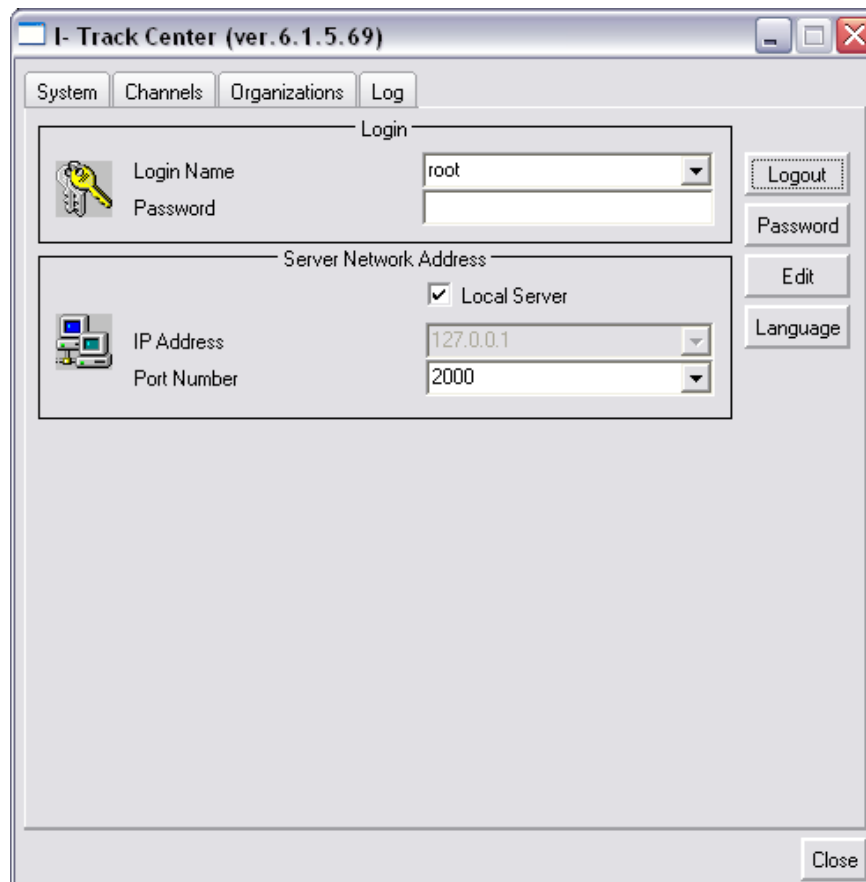 I- Track Center (ver.6.1.5.69)
System Channels Organizations Log
Login
Login Name root
Password
Logout
Password
Edit
Language
Server Network Address
Local Server
IP Address 127.0.0.1
Port Number 2000
Close